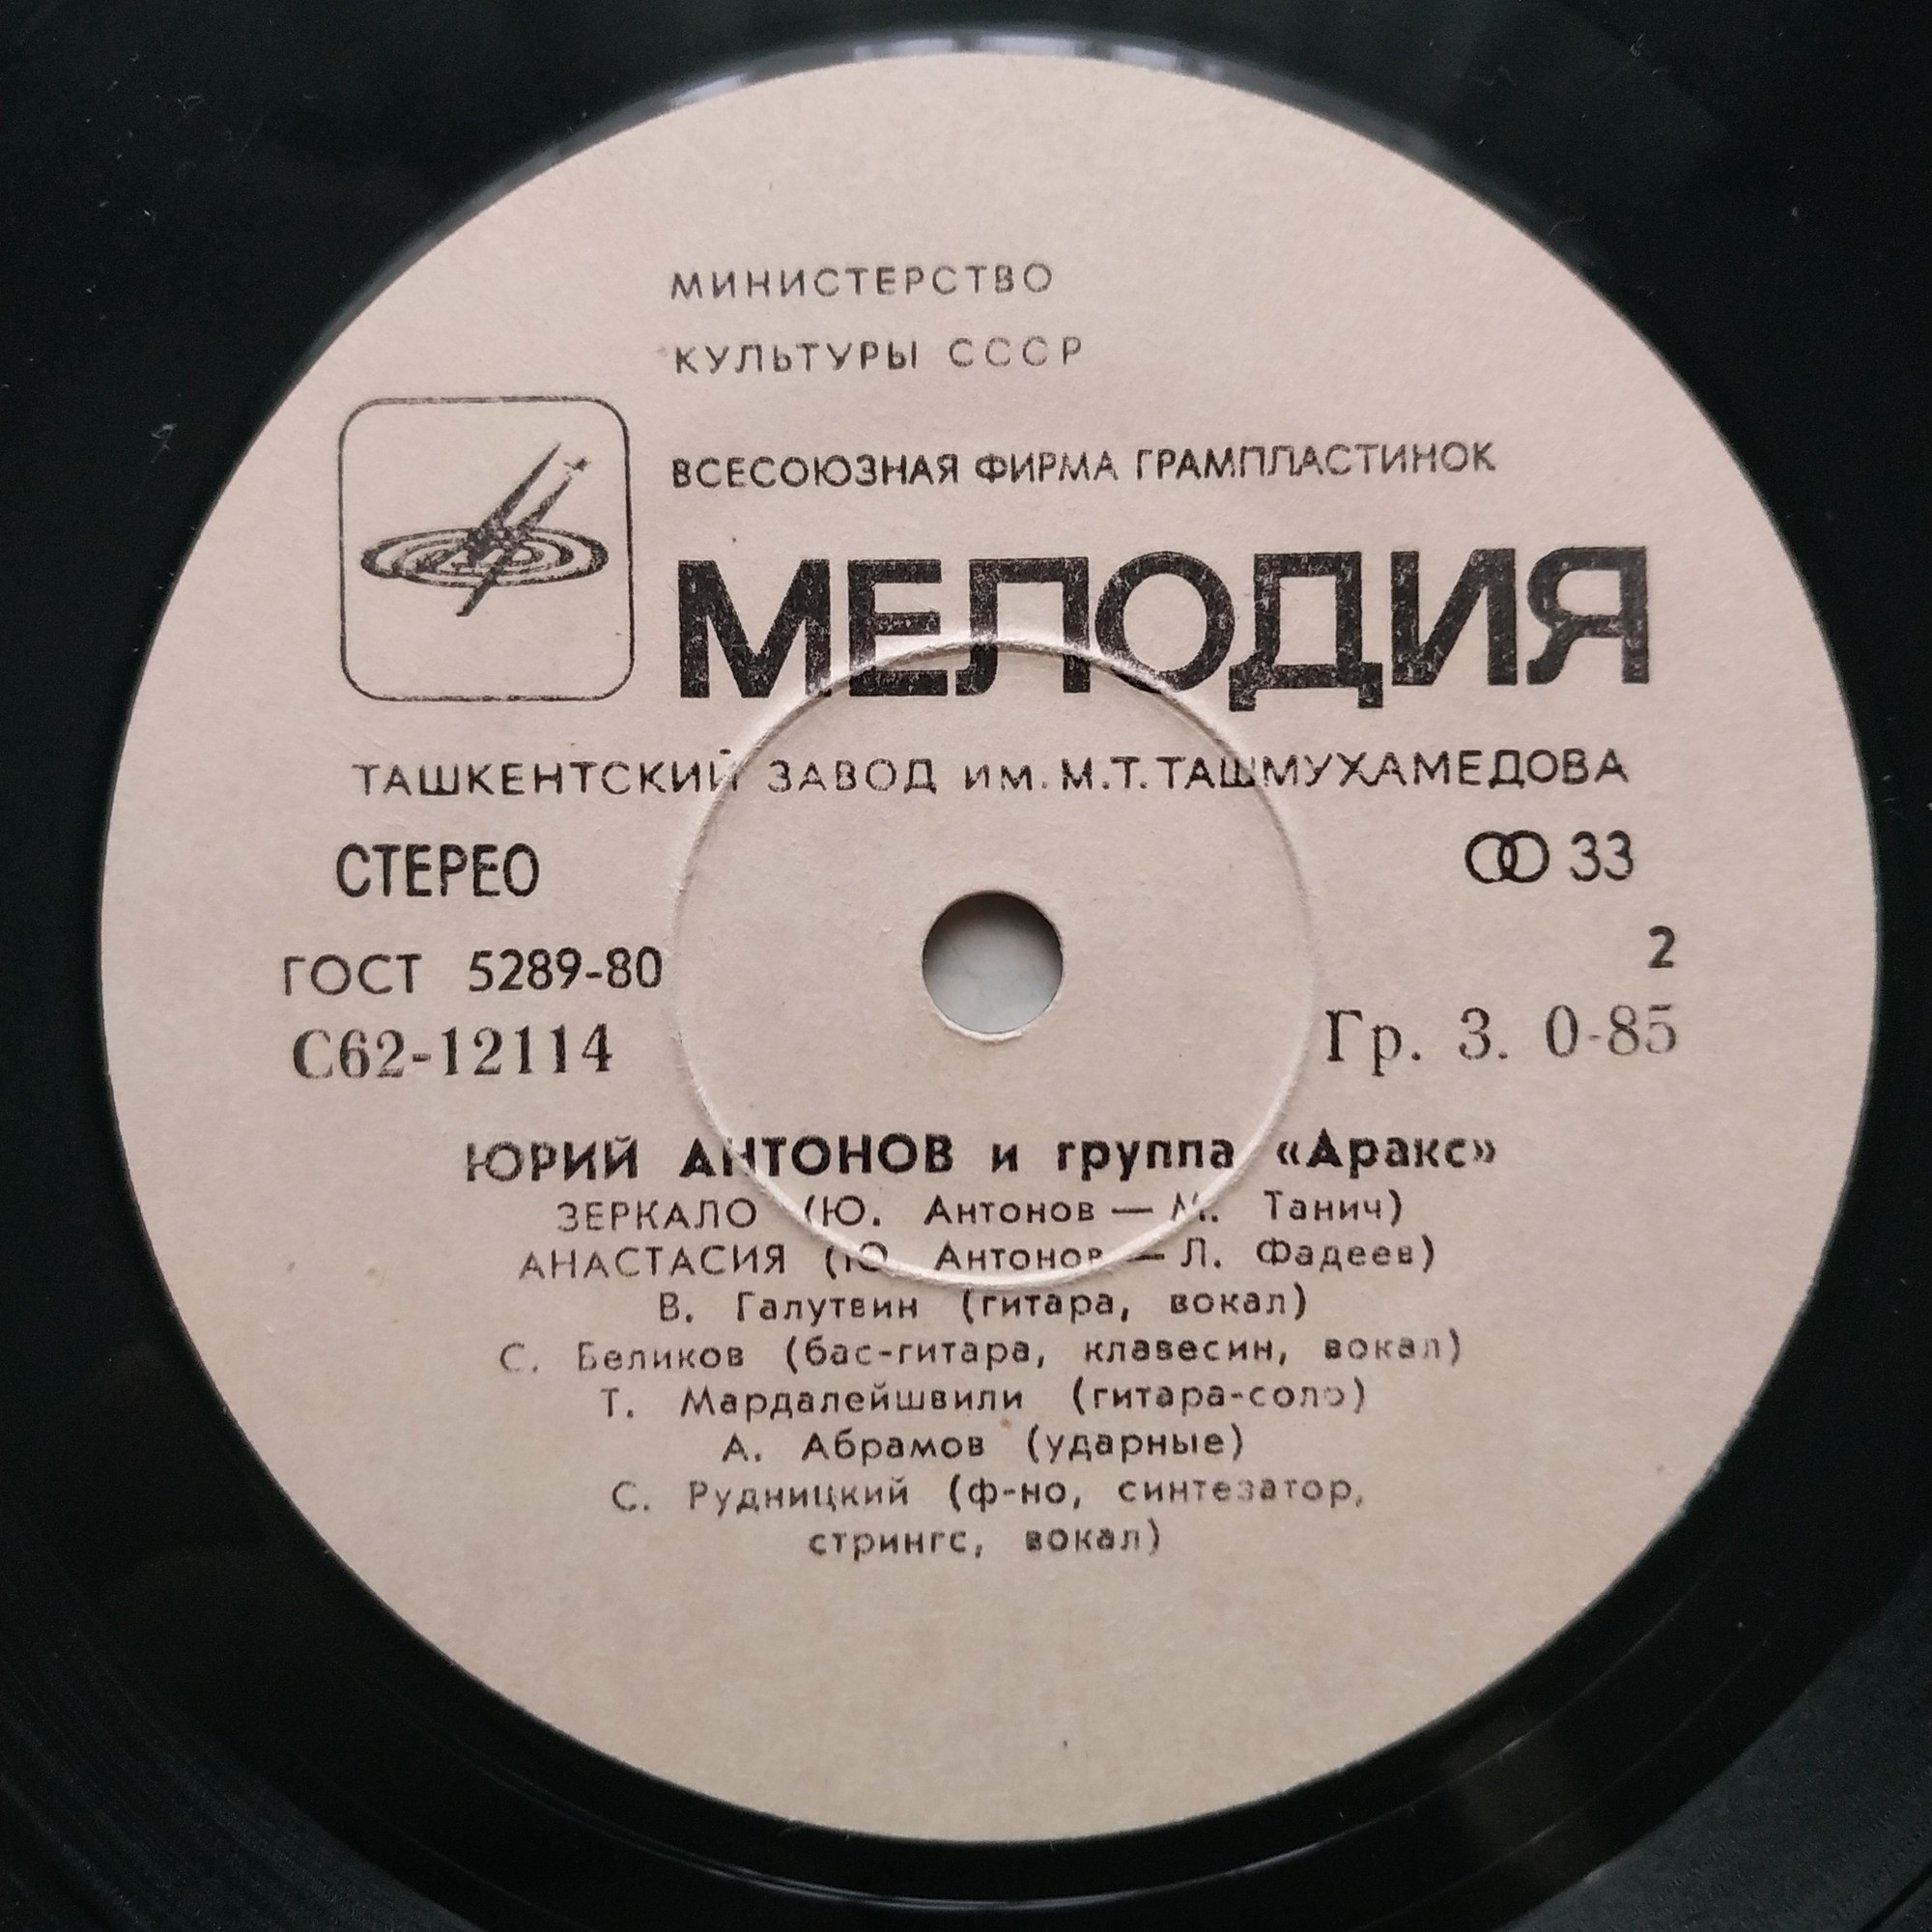 МИНИСТЕРСТВО
КУЛЬТУРЫ СССР
ВСЕСОЮЗНАЯ ФИРМА ГРАМПЛАСТИНОК
МЕЛОДИЯ
ТАШКЕНТСКИЙ ЗАВОД ИМ. М.Т. ТАШМУХАМЕДОВА
СТЕРЕО 33
2
ГОСТ 5289-80
С62-12114 Гр. 3. 0-85
ЮРИЙ АНТОНОВ и группа «Аракс»
ЗЕРКАЛО (Ю. Антонов — М. Танич)
АНАСТАСИЯ (Ю. Антонов — Л. Фадеев)
В. Галутвин (гитара, вокал)
С. Беликов (бас-гитара, клавесин, вокал)
Т. Мардалейшвили (гитара-соло)
А. Абрамов (ударные)
С. Рудницкий (ф-но, синтезатор,
стрингс, вокал)